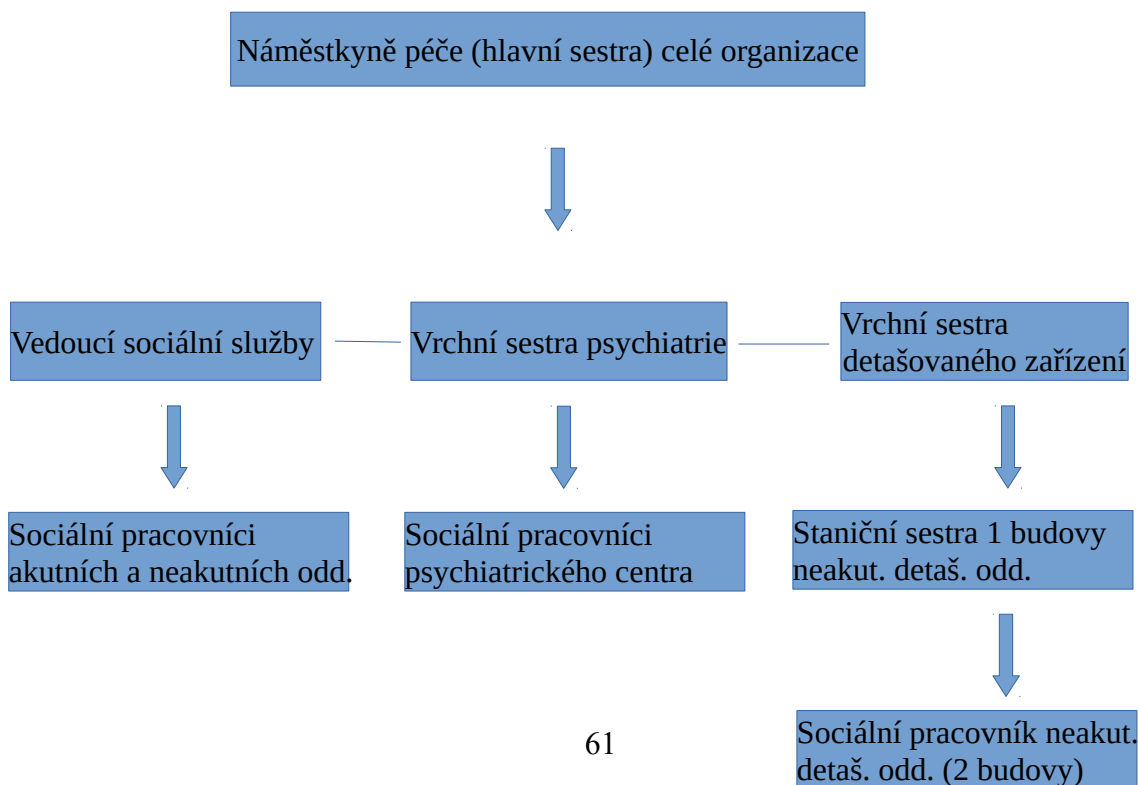 Náměstkyně péče (hlavní sestra) celé organizace
Vedoucí sociální služby
Vrchní sestra psychiatrie
Vrchní sestra
detašovaného zařízení
Sociální pracovníci
akutních a neakutních odd.
Sociální pracovníci
psychiatrického centra
Staniční sestra 1 budovy
neakut. detaš. odd.
Sociální pracovník neakut.
detaš. odd. (2 budovy)
61